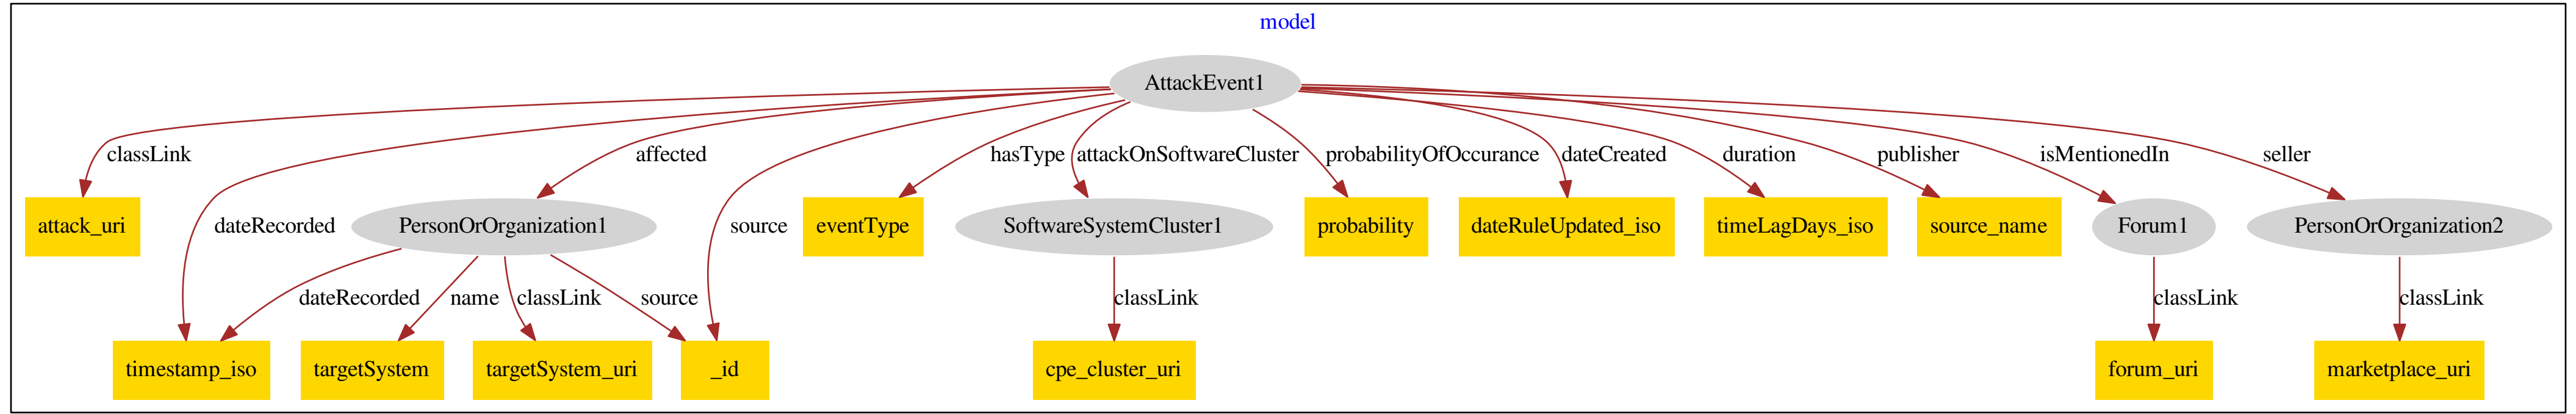 model
AttackEvent1
classLink
affected
hasType
attackOnSoftwareCluster
probabilityOfOccurance
dateCreated
duration
publisher
isMentionedIn
seller
attack_uri
dateRecorded
PersonOrOrganization1
source
eventType
SoftwareSystemCluster1
probability
dateRuleUpdated_iso
timeLagDays_iso
source_name
Forum1
PersonOrOrganization2
dateRecorded
name
classLink
source
classLink
classLink
classLink
timestamp_iso
targetSystem
targetSystem_uri
_id
cpe_cluster_uri
forum_uri
marketplace_uri